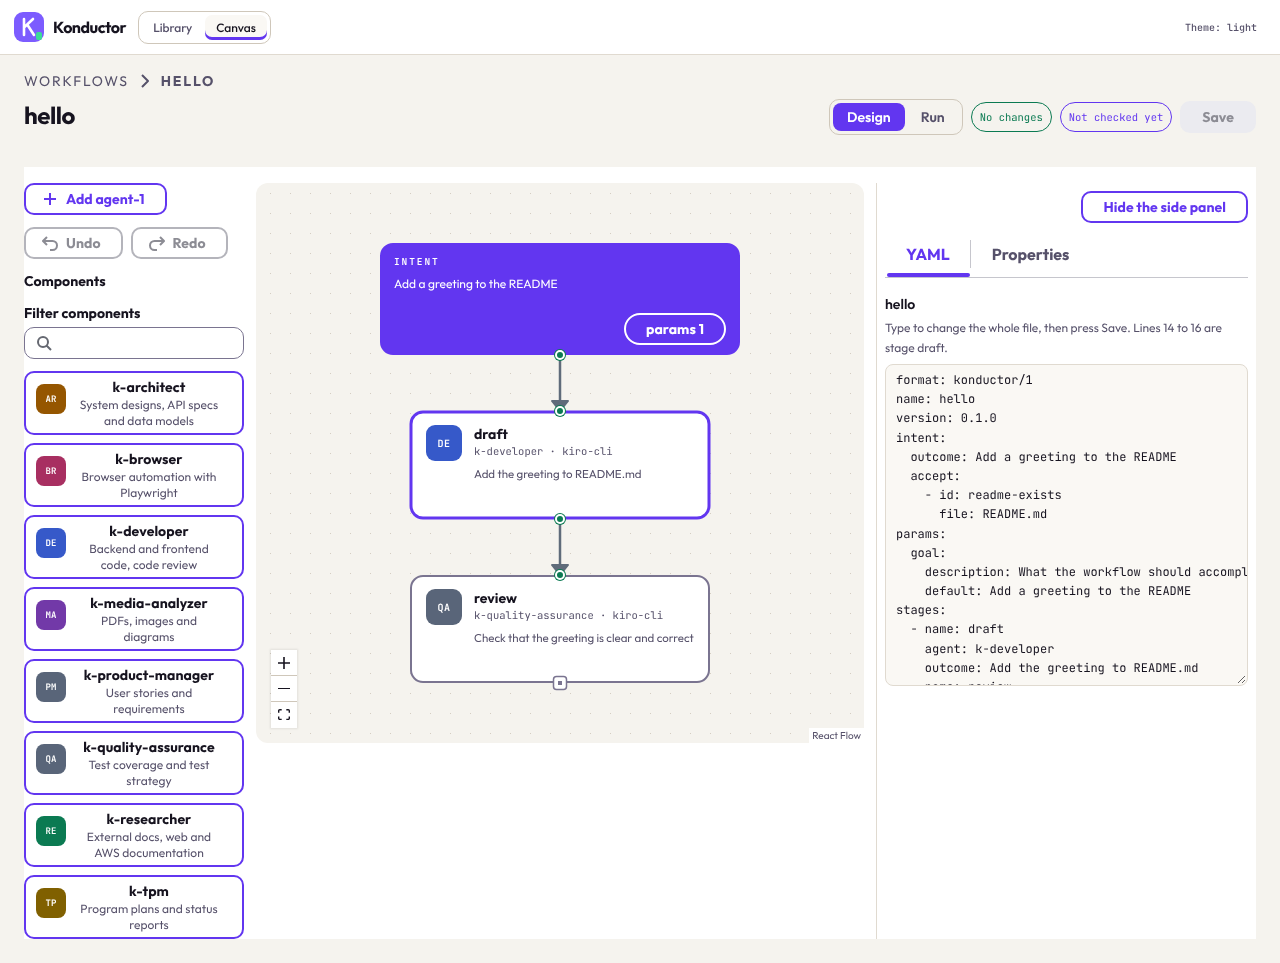 Konductor
Library
Canvas
Theme: light
WORKFLOWS > HELLO
hello
Design
Run
No changes
Not checked yet
Save
Add agent-1
Undo
Redo
Components
Filter components
AR
k-architect
System designs, API specs
and data models
BR
k-browser
Browser automation with
Playwright
DE
k-developer
Backend and frontend
code, code review
MA
k-media-analyzer
PDFs, images and
diagrams
PM
k-product-manager
User stories and
requirements
QA
k-quality-assurance
Test coverage and test
strategy
RE
k-researcher
External docs, web and
AWS documentation
TP
k-tpm
Program plans and status
reports
INTENT
Add a greeting to the README
params 1
DE
draft
k-developer · kiro-cli
Add the greeting to README.md
QA
review
k-quality-assurance · kiro-cli
Check that the greeting is clear and correct
React Flow
Hide the side panel
YAML
Properties
hello
Type to change the whole file, then press Save. Lines 14 to 16 are
stage draft.
format: konductor/1
name: hello
version: 0.1.0
intent:
  outcome: Add a greeting to the README
  accept:
    - id: readme-exists
      file: README.md
params:
  goal:
    description: What the workflow should accompl
    default: Add a greeting to the README
stages:
  - name: draft
    agent: k-developer
    outcome: Add the greeting to README.md